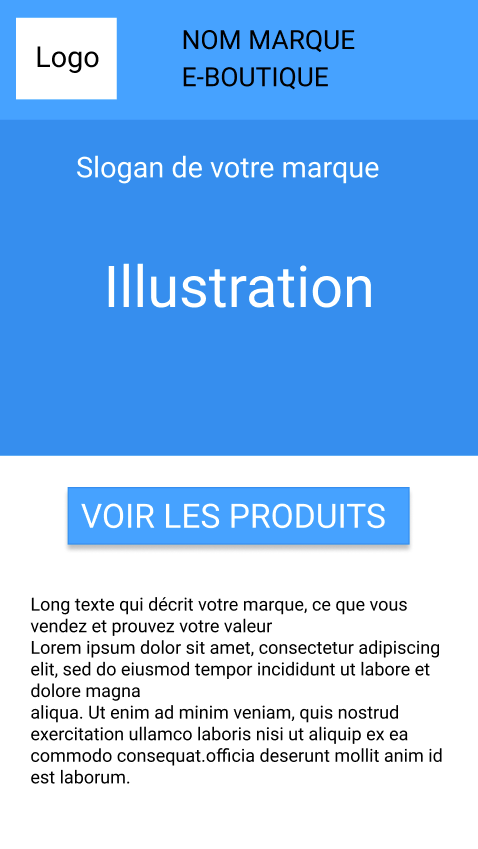 Logo
NOM MARQUE
E-BOUTIQUE
Slogan de votre marque
Illustration
VOIR LES PRODUITS
Long texte qui décrit votre marque, ce que vous
vendez et prouvez votre valeur
Lorem ipsum dolor sit amet, consectetur adipiscing
elit, sed do eiusmod tempor incididunt ut labore et
dolore magna
aliqua. Ut enim ad minim veniam, quis nostrud
exercitation ullamco laboris nisi ut aliquip ex ea
commodo consequat.officia deserunt mollit anim id
est laborum.